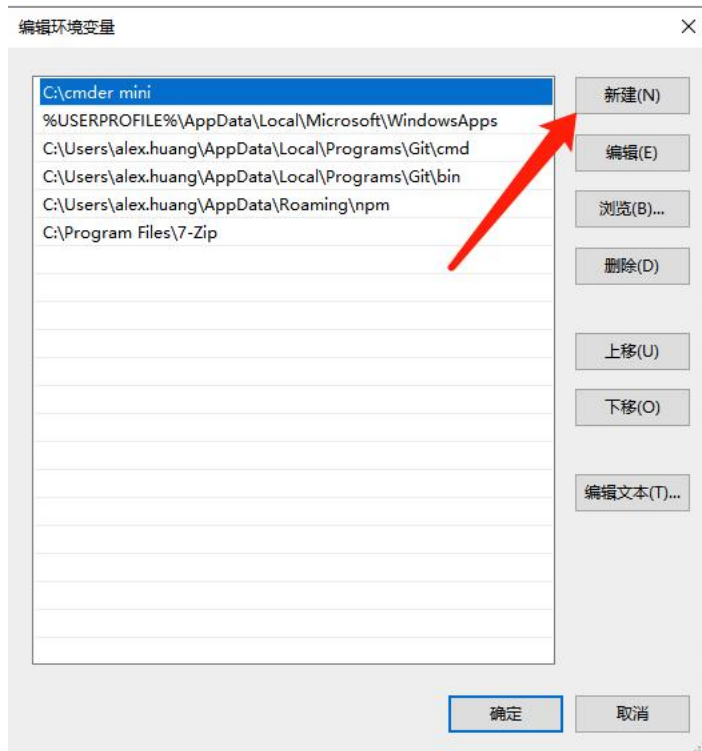 编辑环境变量
C:\cmder mini
新建(N)
%USERPROFILE%\AppData\Local\Microsoft\WindowsApps
C:\Users\alex.huang\AppData\Local\Programs\Git\cmd
编辑(E)
C:\Users\alex.huang\AppData\Local\Programs\Git\bin
C:\Users\alex.huang\AppData\Roaming\npm
浏览(B)...
C:\Program Files\7-Zip
删除(D)
上移(U)
下移(O)
编辑文本(T)...
确定
取消